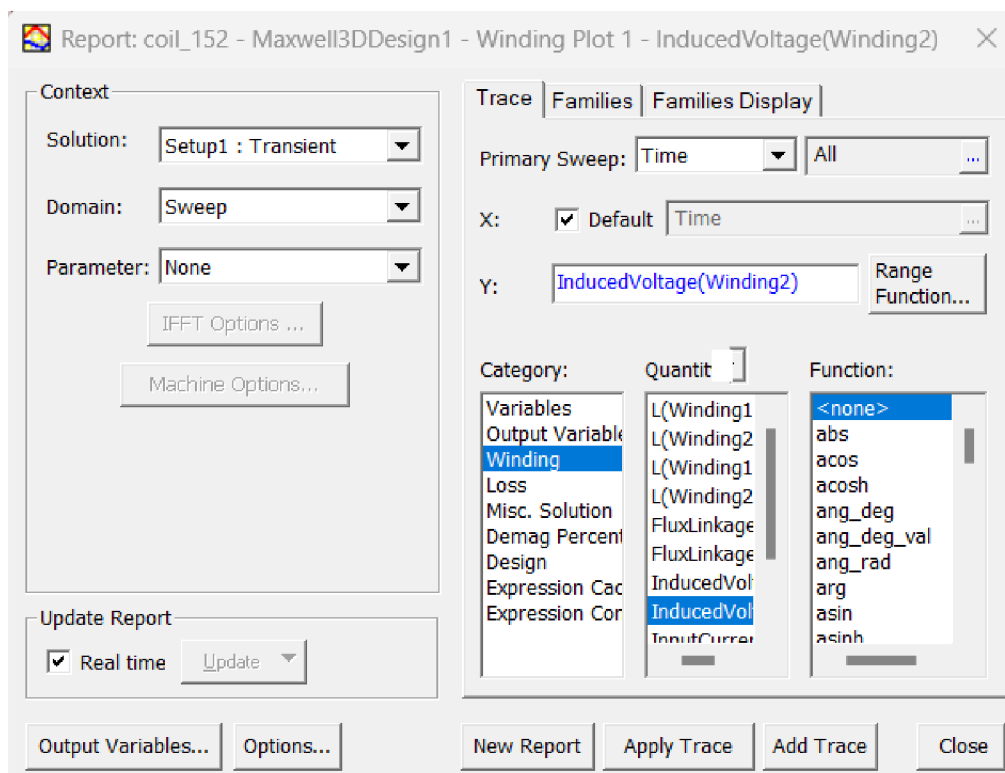 Report: coil_152 - Maxwell3DDesign1 - Winding Plot 1 - InducedVoltage(Winding2)
Context
Solution: Setup1 : Transient
Domain: Sweep
Parameter: None
IFFT Options ...
Machine Options...
Update Report
Real time Update
Trace Families Families Display
Primary Sweep: Time All ...
X: Default Time ...
Y: InducedVoltage(Winding2) Range Function...
Category:
Variables
Output Variable
Winding
Loss
Misc. Solution
Demag Percent
Design
Expression Cac
Expression Cor
Quantit
L(Winding1
L(Winding2
L(Winding1
L(Winding2
FluxLinkage
FluxLinkage
InducedVol
InducedVol
InputCurrer
Function:
<none>
abs
acos
acosh
ang_deg
ang_deg_val
ang_rad
arg
asin
asinh
Output Variables... Options... New Report Apply Trace Add Trace Close